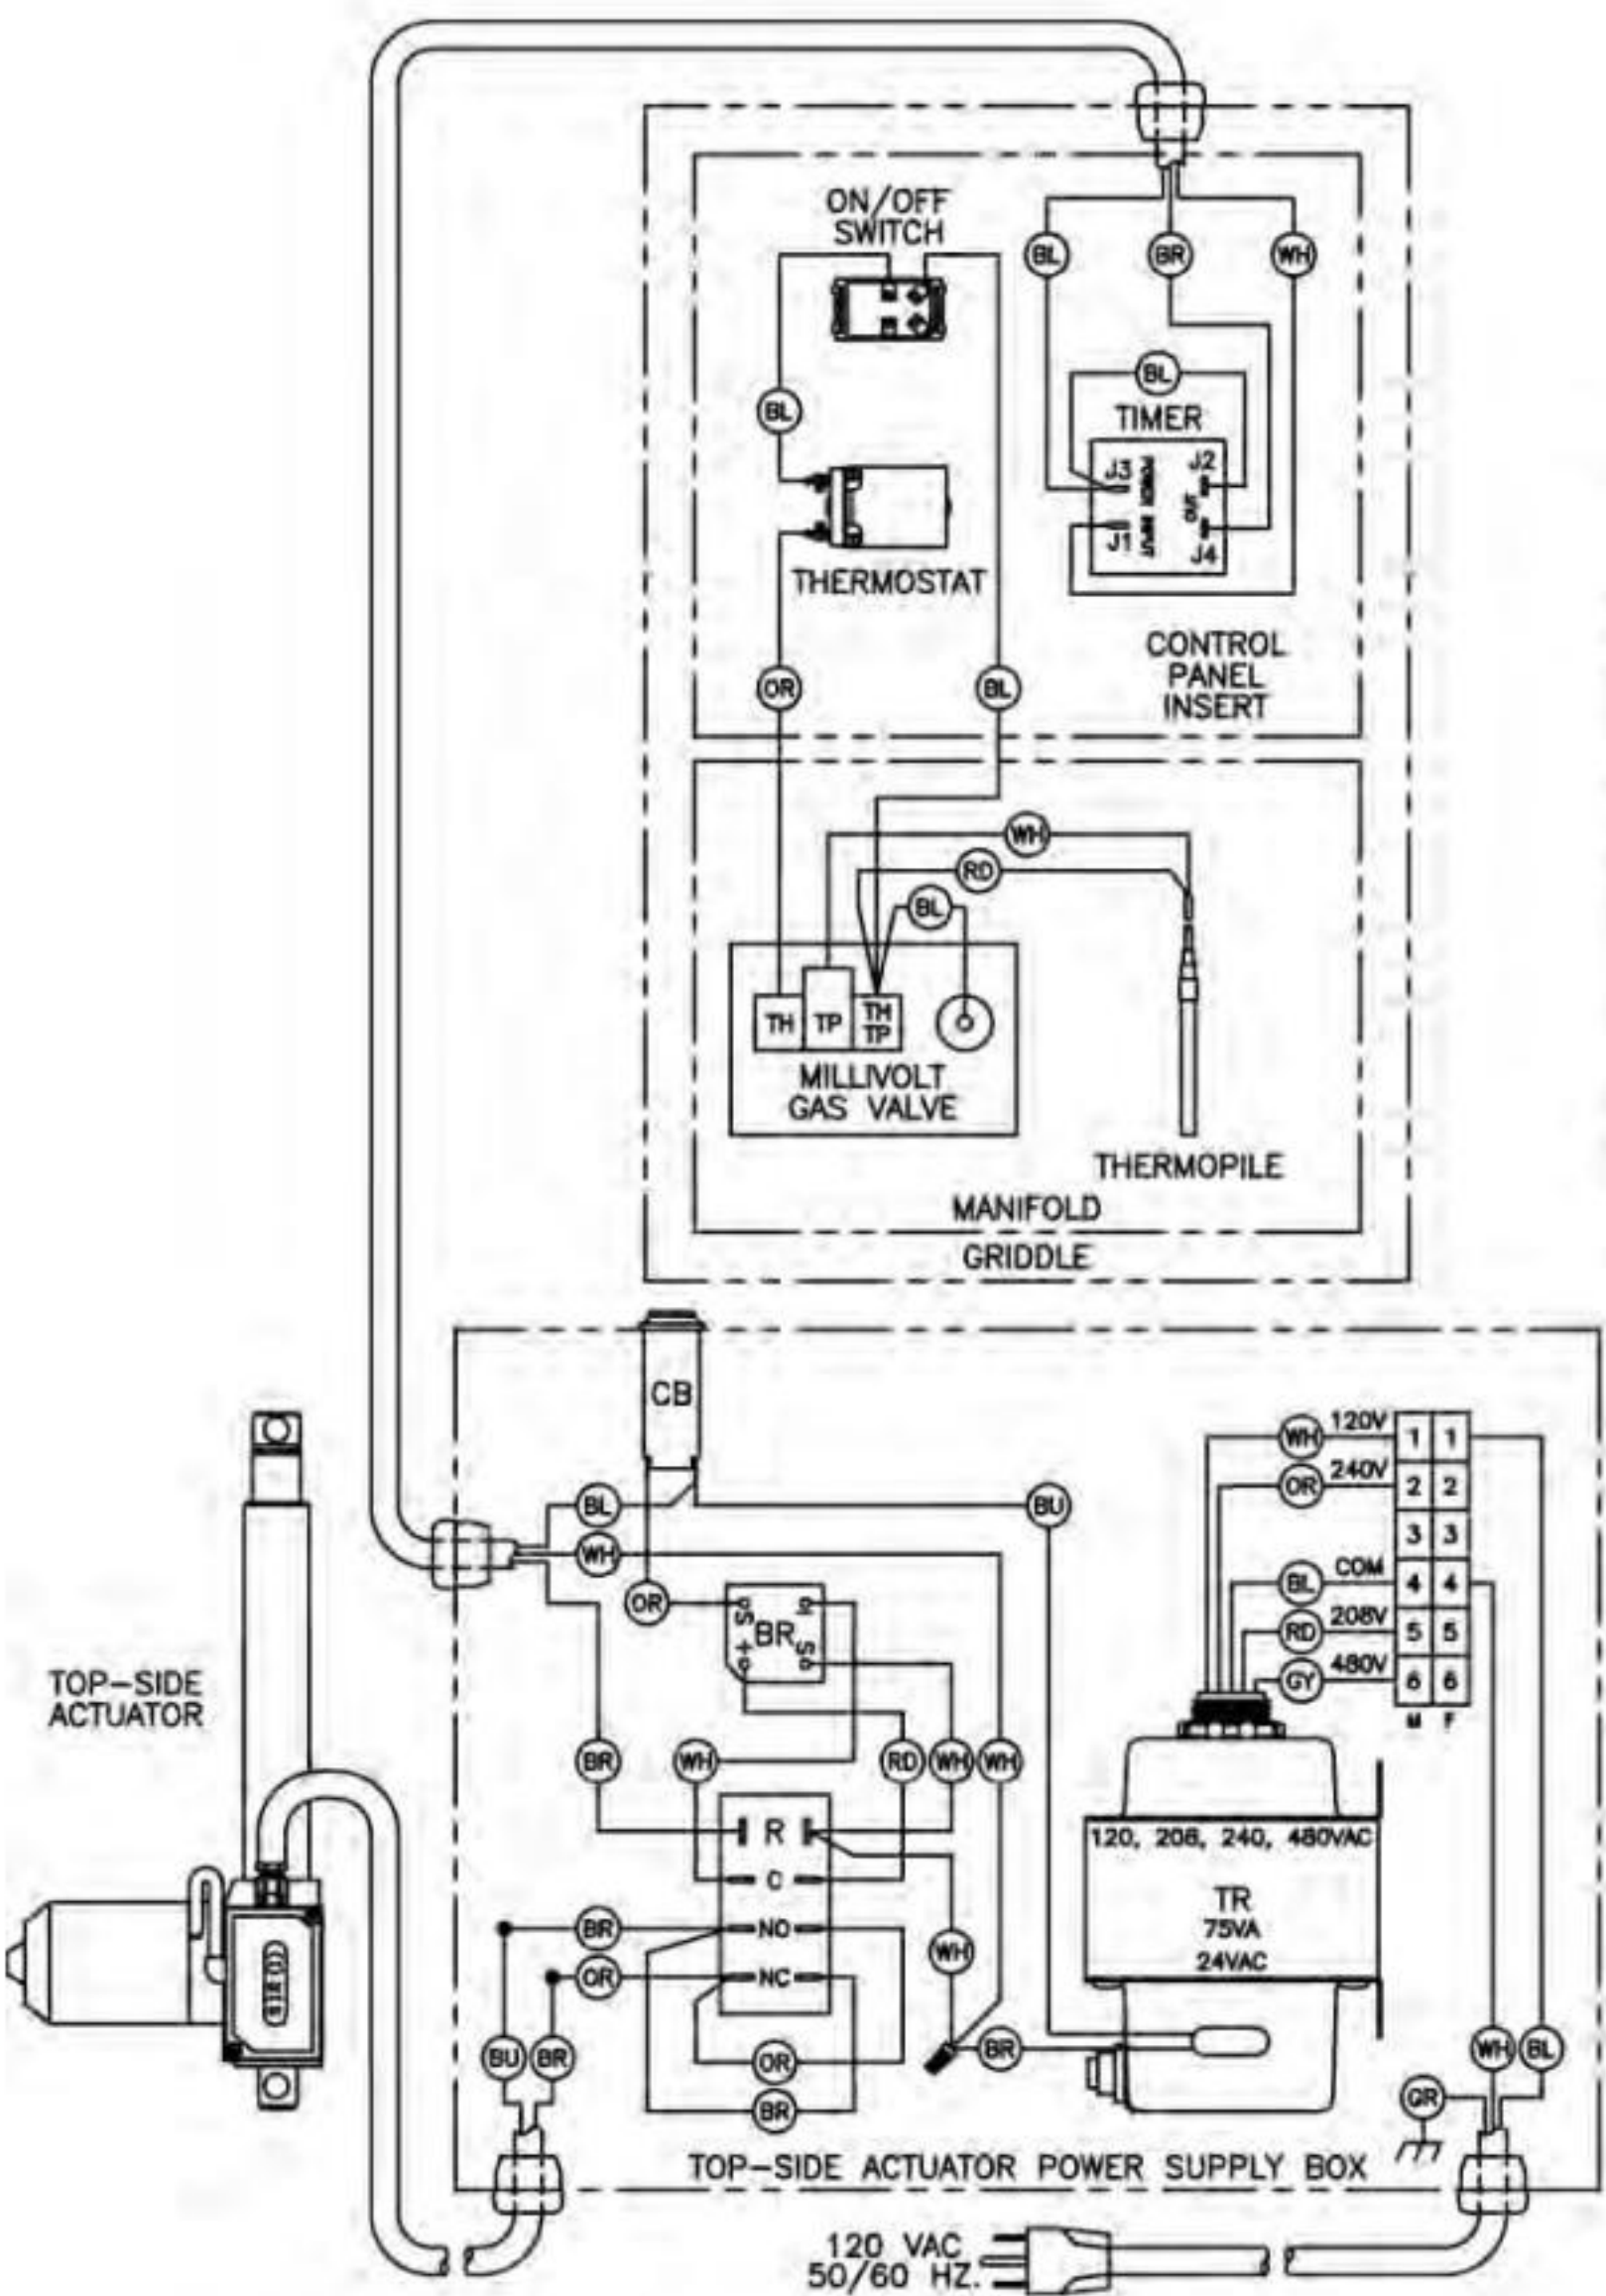 ON/OFF
SWITCH
BL
BR
WH
BL
TIMER
BL
J3
POWER INPUT
J2
I/O
J1
J4
THERMOSTAT
CONTROL
PANEL
INSERT
OR
BL
WH
RD
BL
TH
TP
TH
TP
MILLIVOLT
GAS VALVE
THERMOPILE
MANIFOLD
GRIDDLE
CB
WH
120V
1
1
OR
240V
2
2
3
3
BL
COM
4
4
RD
208V
5
5
GY
480V
6
6
M
F
BL
BU
WH
OR
S
BR
+
S
TOP-SIDE
ACTUATOR
BR
WH
RD
WH
WH
R
C
NO
NC
BR
OR
WH
120, 208, 240, 480VAC
TR
75VA
24VAC
BU
BR
OR
BR
BR
WH
BL
GR
TOP-SIDE ACTUATOR POWER SUPPLY BOX
120 VAC
50/60 HZ.